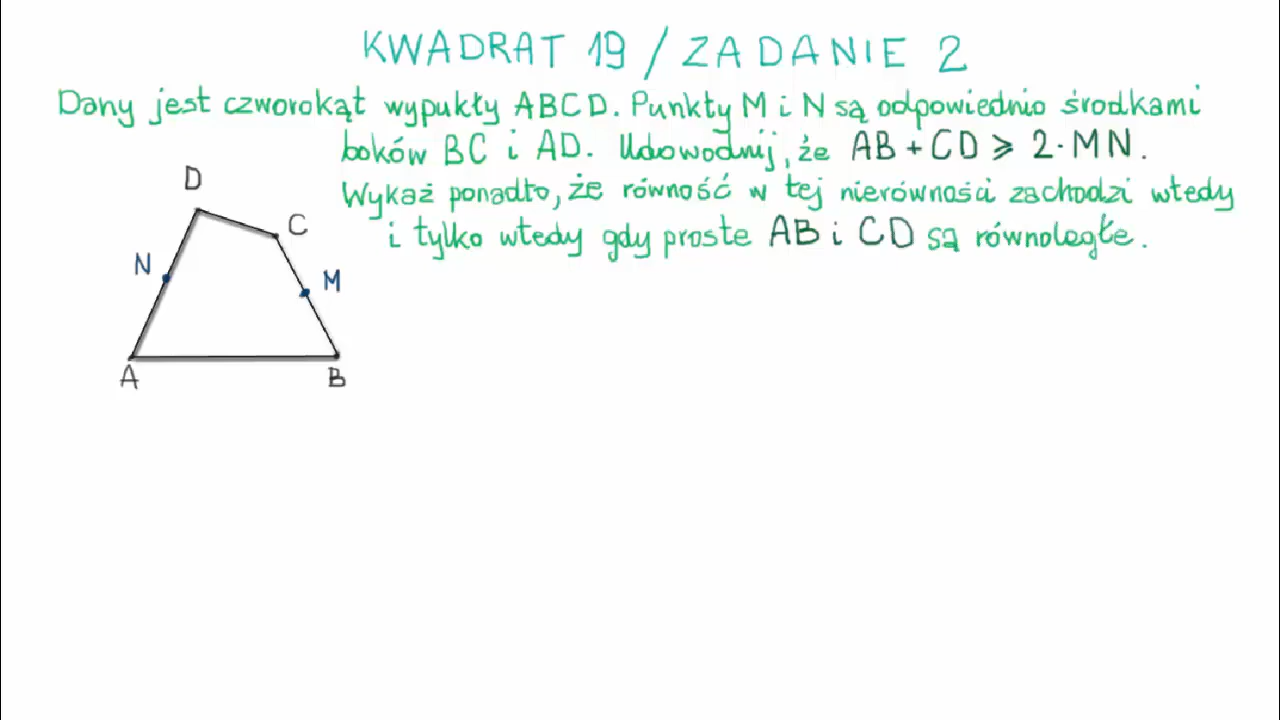 KWADRAT 19 / ZADANIE 2
Dany jest czworokąt wypukły ABCD. Punkty M i N są odpowiednio środkami
boków BC i AD. Udowodnij, że AB + CD ⩾ 2·MN.
Wykaż ponadto, że równość w tej nierówności zachodzi wtedy
i tylko wtedy gdy proste AB i CD są równoległe.
D
C
N
M
A
B